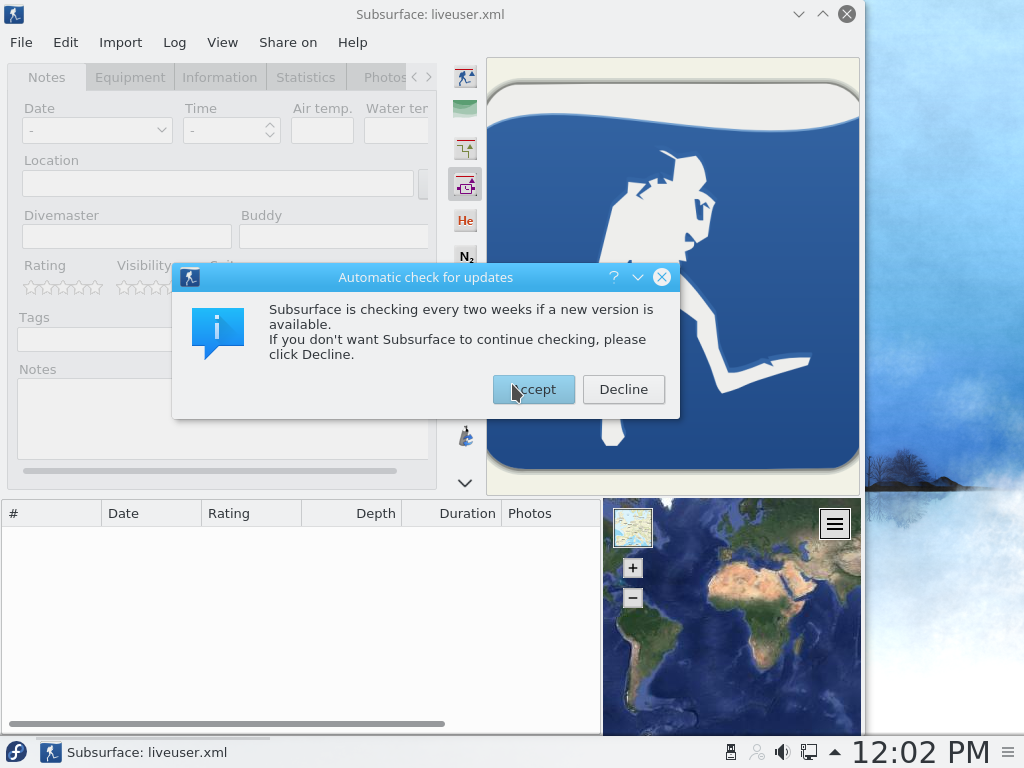 Subsurface: liveuser.xml
File Edit Import Log View Share on Help
Notes Equipment Information Statistics Photos
Date Time Air temp. Water
- -
Location
Divemaster Buddy
Rating Visibility
Tags
Notes
He
N₂
Automatic check for updates
?
Subsurface is checking every two weeks if a new version is
available.
If you don't want Subsurface to continue checking, please
click Decline.
Decline
# Date Rating Depth Duration Photos
+
−
Subsurface: liveuser.xml
12:02 PM